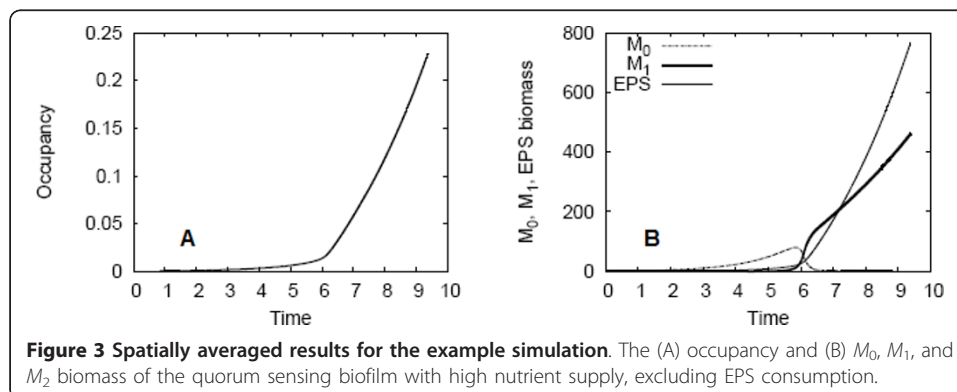 0.25
0.2
0.15
0.1
0.05
0
Occupancy
A
0 1 2 3 4 5 6 7 8 9 10
Time
800
600
400
200
0
M0, M1, EPS biomass
M0
M1
EPS
B
0 1 2 3 4 5 6 7 8 9 10
Time
Figure 3 Spatially averaged results for the example simulation. The (A) occupancy and (B) M0, M1, and
M2 biomass of the quorum sensing biofilm with high nutrient supply, excluding EPS consumption.